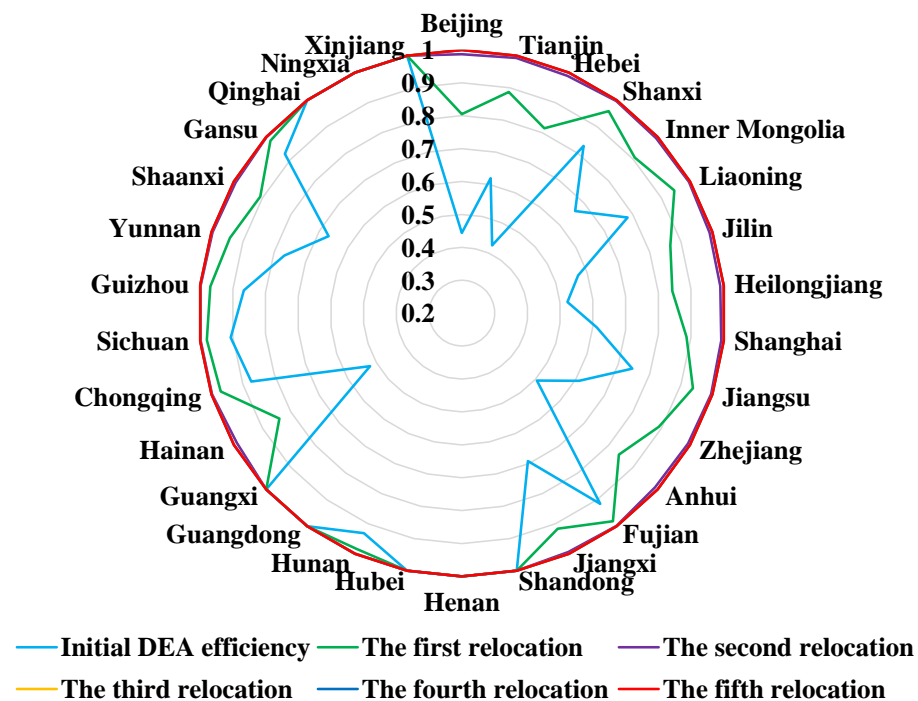 Beijing
Tianjin
Hebei
Shanxi
Inner Mongolia
Liaoning
Jilin
Heilongjiang
Shanghai
Jiangsu
Zhejiang
Anhui
Fujian
Jiangxi
Shandong
Henan
Hubei
Hunan
Guangdong
Guangxi
Hainan
Chongqing
Sichuan
Guizhou
Yunnan
Shaanxi
Gansu
Qinghai
Ningxia
Xinjiang
1
0.9
0.8
0.7
0.6
0.5
0.4
0.3
0.2
Initial DEA efficiency
The first relocation
The second relocation
The third relocation
The fourth relocation
The fifth relocation